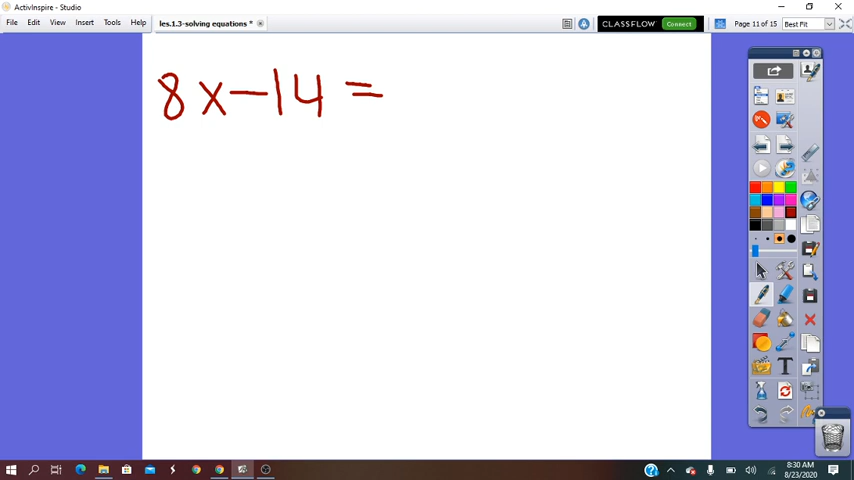 ActivInspire - Studio
File Edit View Insert Tools Help
les.1.3-solving equations *
CLASSFLOW Connect
Page 11 of 15
Best Fit
8x-14=
T
8:30 AM
8/23/2020